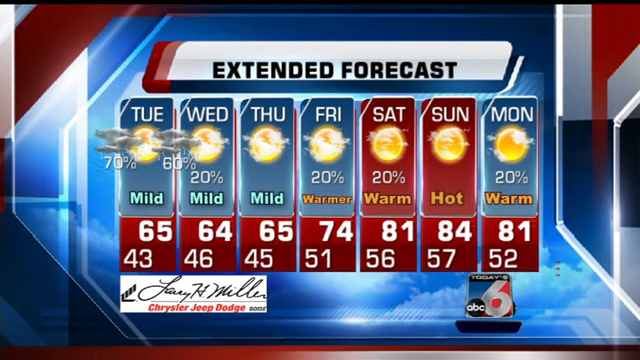 EXTENDED FORECAST
TUE WED THU FRI SAT SUN MON
70% 60%
20% 20% 20% 20%
Mild Mild Mild Warmer Warm Hot Warm
65 64 65 74 81 84 81
43 46 45 51 56 57 52
Larry H. Miller
Chrysler Jeep Dodge BOISE
TODAY'S
abc 6